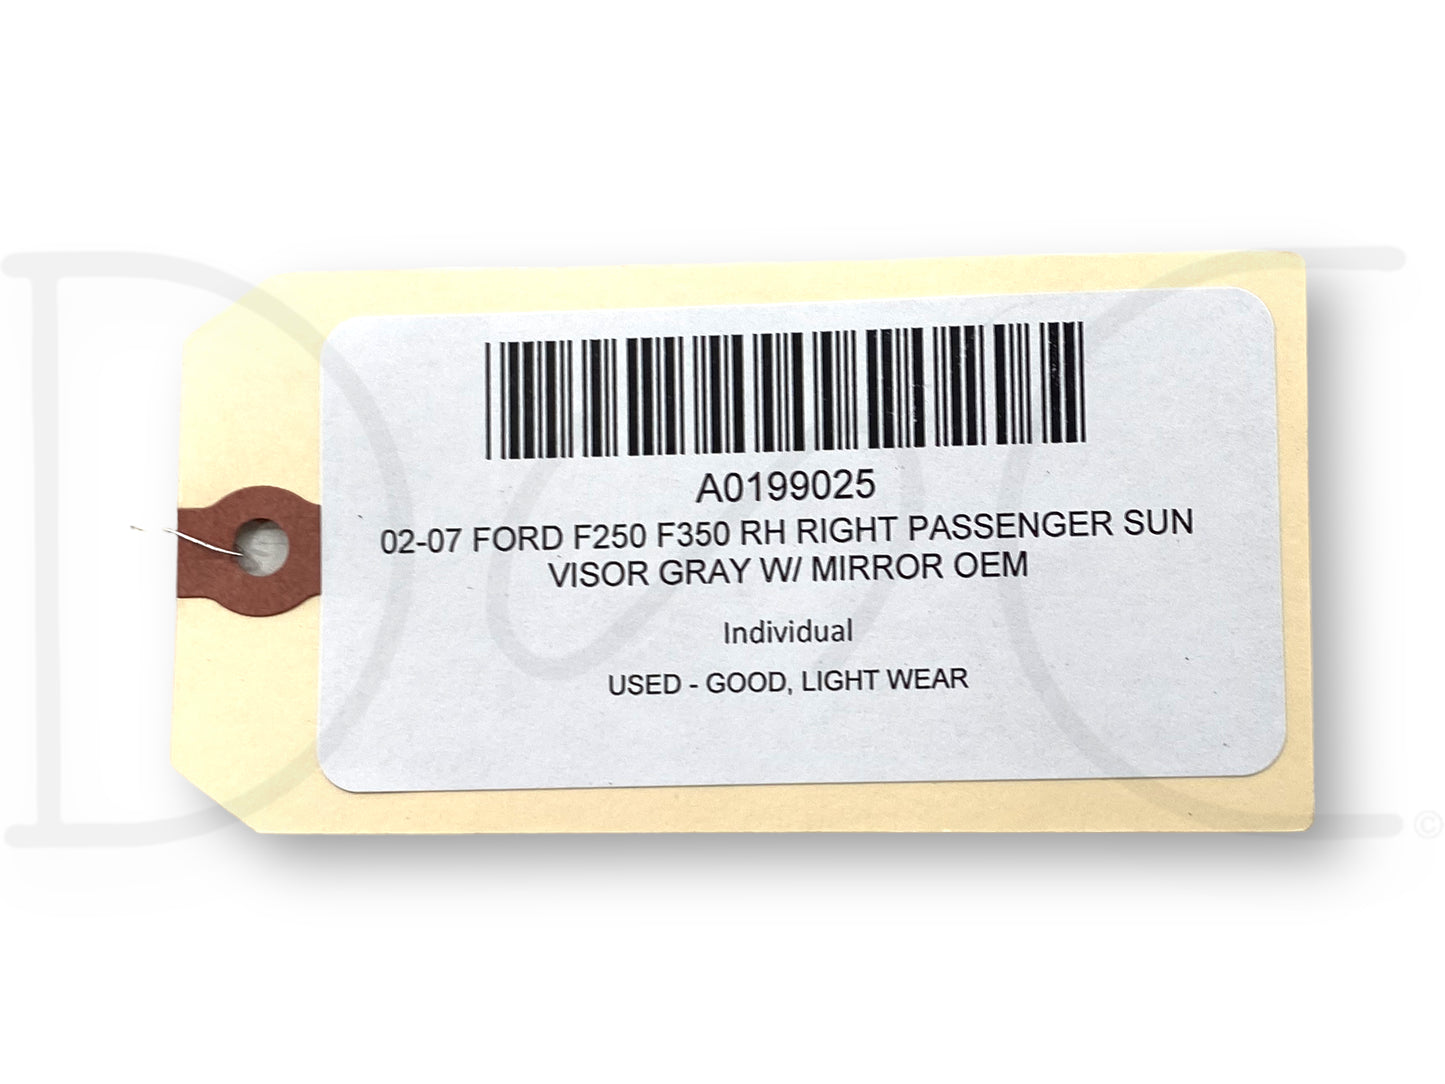 A0199025
02-07 FORD F250 F350 RH RIGHT PASSENGER SUN
VISOR GRAY W/ MIRROR OEM
Individual
USED - GOOD, LIGHT WEAR
©